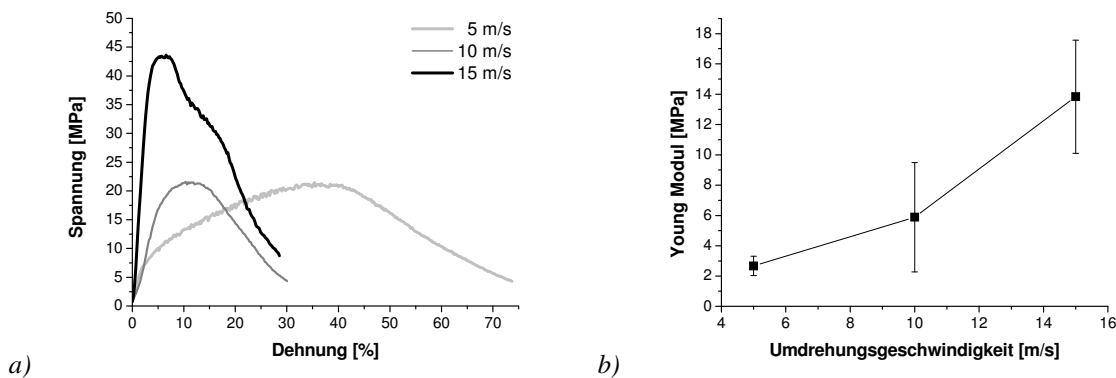 50
45
40
35
30
25
20
15
10
5
0
Spannung [MPa]
0 10 20 30 40 50 60 70
Dehnung [%]
5 m/s
10 m/s
15 m/s
a)
18
16
14
12
10
8
6
4
2
0
Young Modul [MPa]
4 6 8 10 12 14 16
Umdrehungsgeschwindigkeit [m/s]
b)